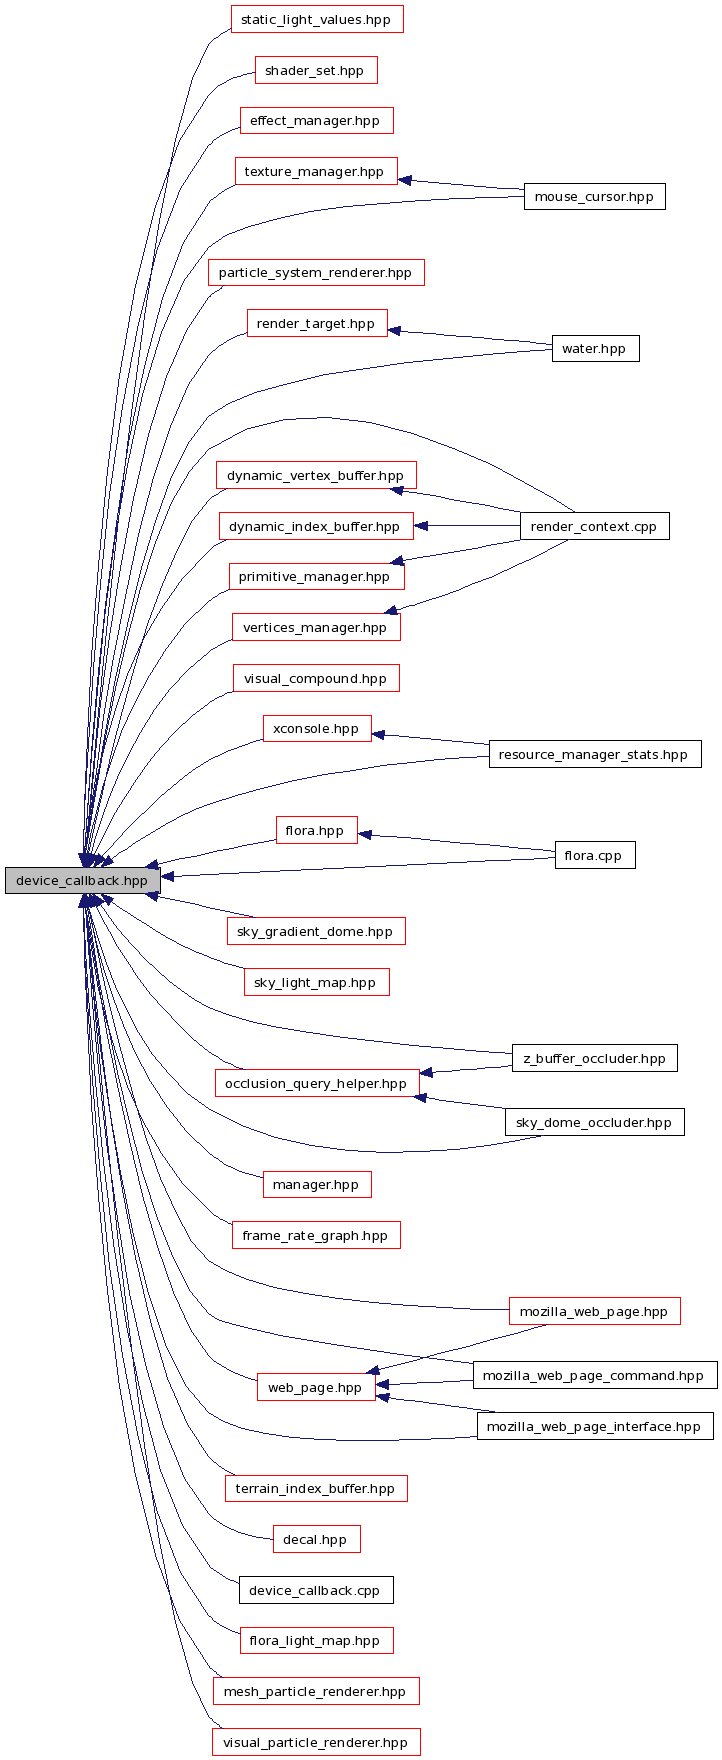 static_light_values.hpp
shader_set.hpp
effect_manager.hpp
texture_manager.hpp
mouse_cursor.hpp
particle_system_renderer.hpp
render_target.hpp
water.hpp
dynamic_vertex_buffer.hpp
dynamic_index_buffer.hpp
render_context.cpp
primitive_manager.hpp
vertices_manager.hpp
visual_compound.hpp
xconsole.hpp
resource_manager_stats.hpp
flora.hpp
flora.cpp
device_callback.hpp
sky_gradient_dome.hpp
sky_light_map.hpp
z_buffer_occluder.hpp
occlusion_query_helper.hpp
sky_dome_occluder.hpp
manager.hpp
frame_rate_graph.hpp
mozilla_web_page.hpp
mozilla_web_page_command.hpp
web_page.hpp
mozilla_web_page_interface.hpp
terrain_index_buffer.hpp
decal.hpp
device_callback.cpp
flora_light_map.hpp
mesh_particle_renderer.hpp
visual_particle_renderer.hpp